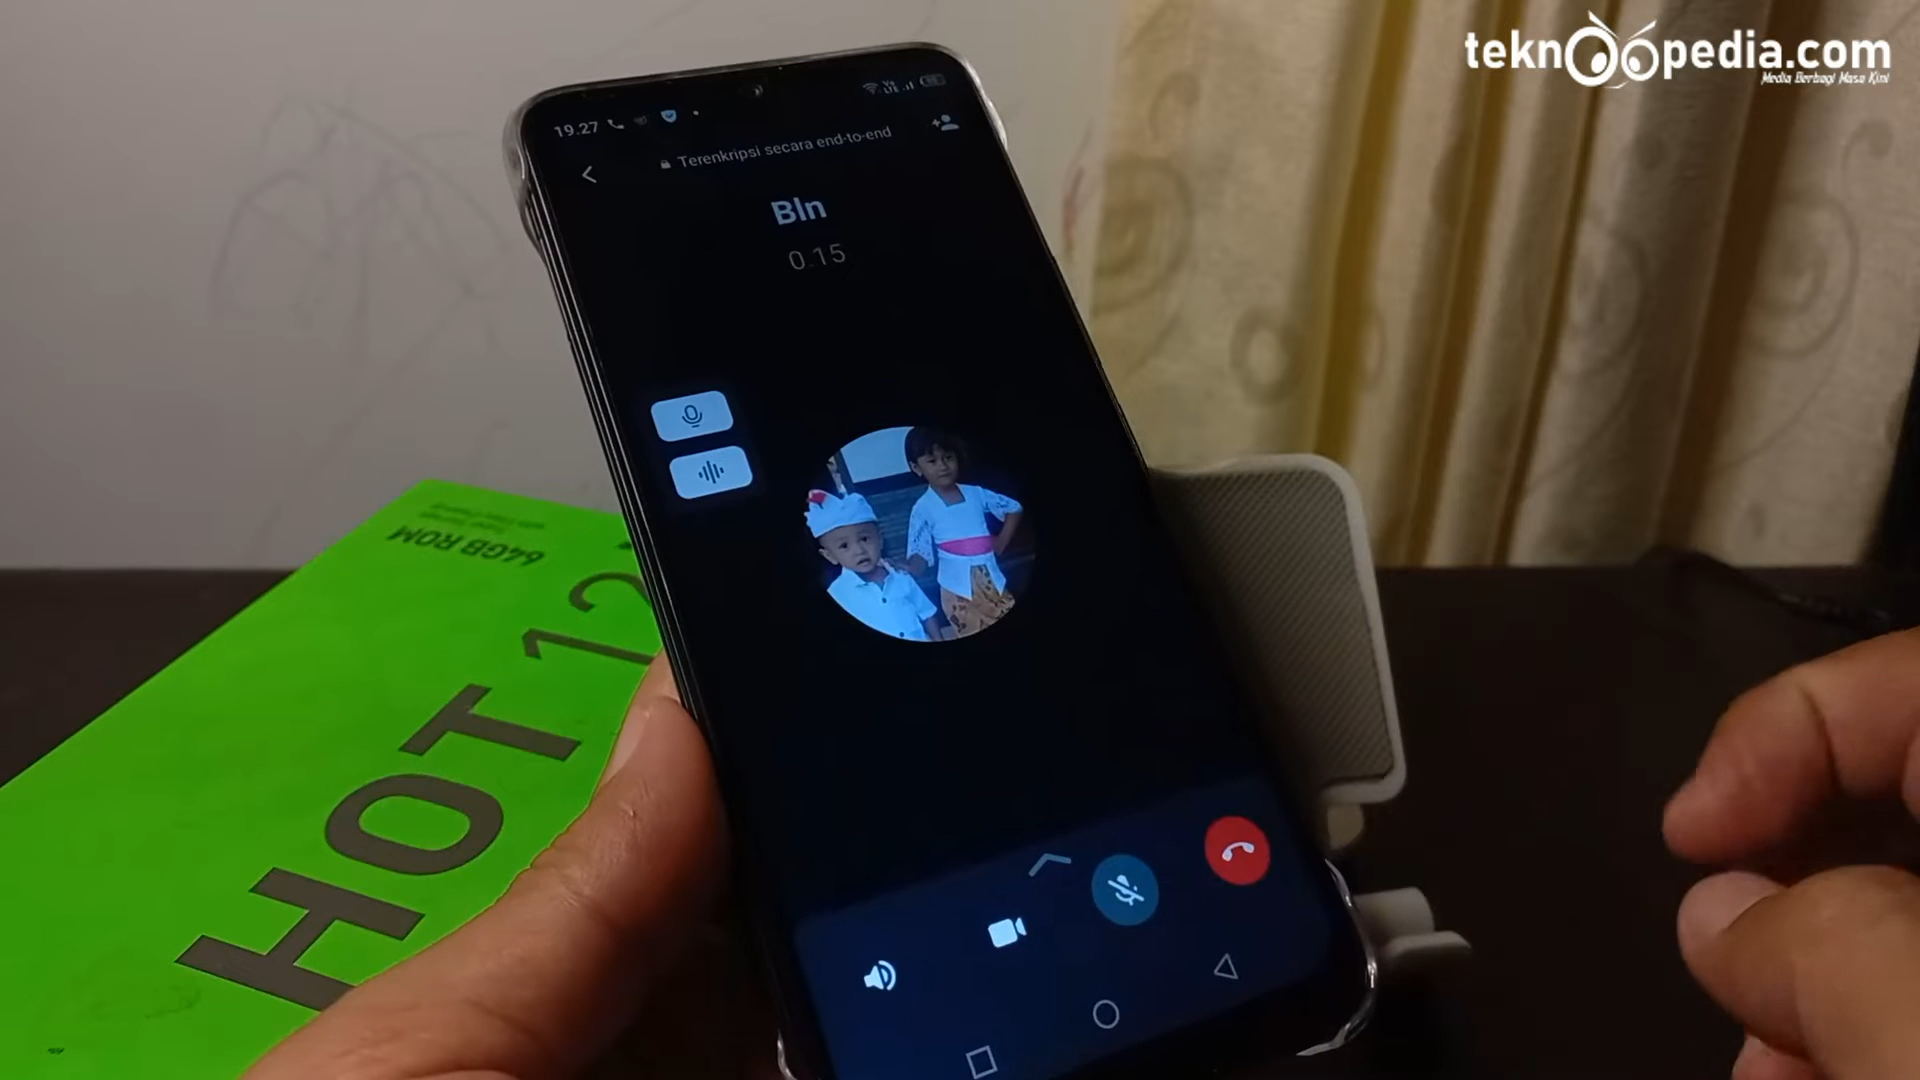 teknoopedia.com
Media Berbagi Masa Kini
19.27
Terenkripsi secara end-to-end
Bln
0.15
64GB ROM
HOT 12